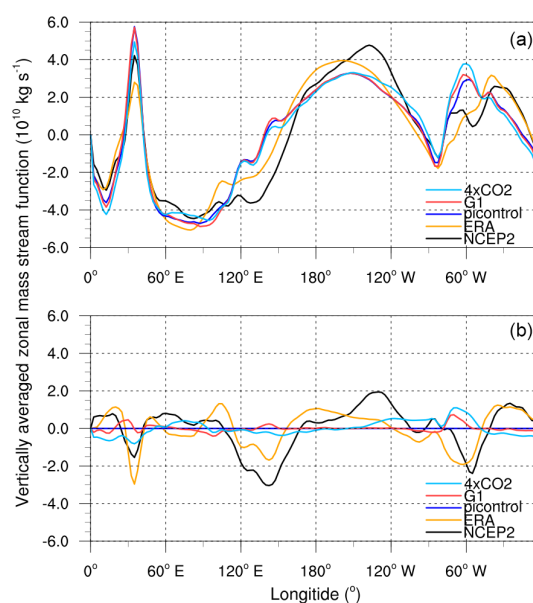 Vertically averaged zonal mass stream function (10¹⁰ kg s⁻¹)
(a)
6.0
4.0
2.0
0.0
-2.0
-4.0
-6.0
4xCO2
G1
picontrol
ERA
NCEP2
0° 60° E 120° E 180° 120° W 60° W
(b)
6.0
4.0
2.0
0.0
-2.0
-4.0
-6.0
4xCO2
G1
picontrol
ERA
NCEP2
0° 60° E 120° E 180° 120° W 60° W
Longitide (°)